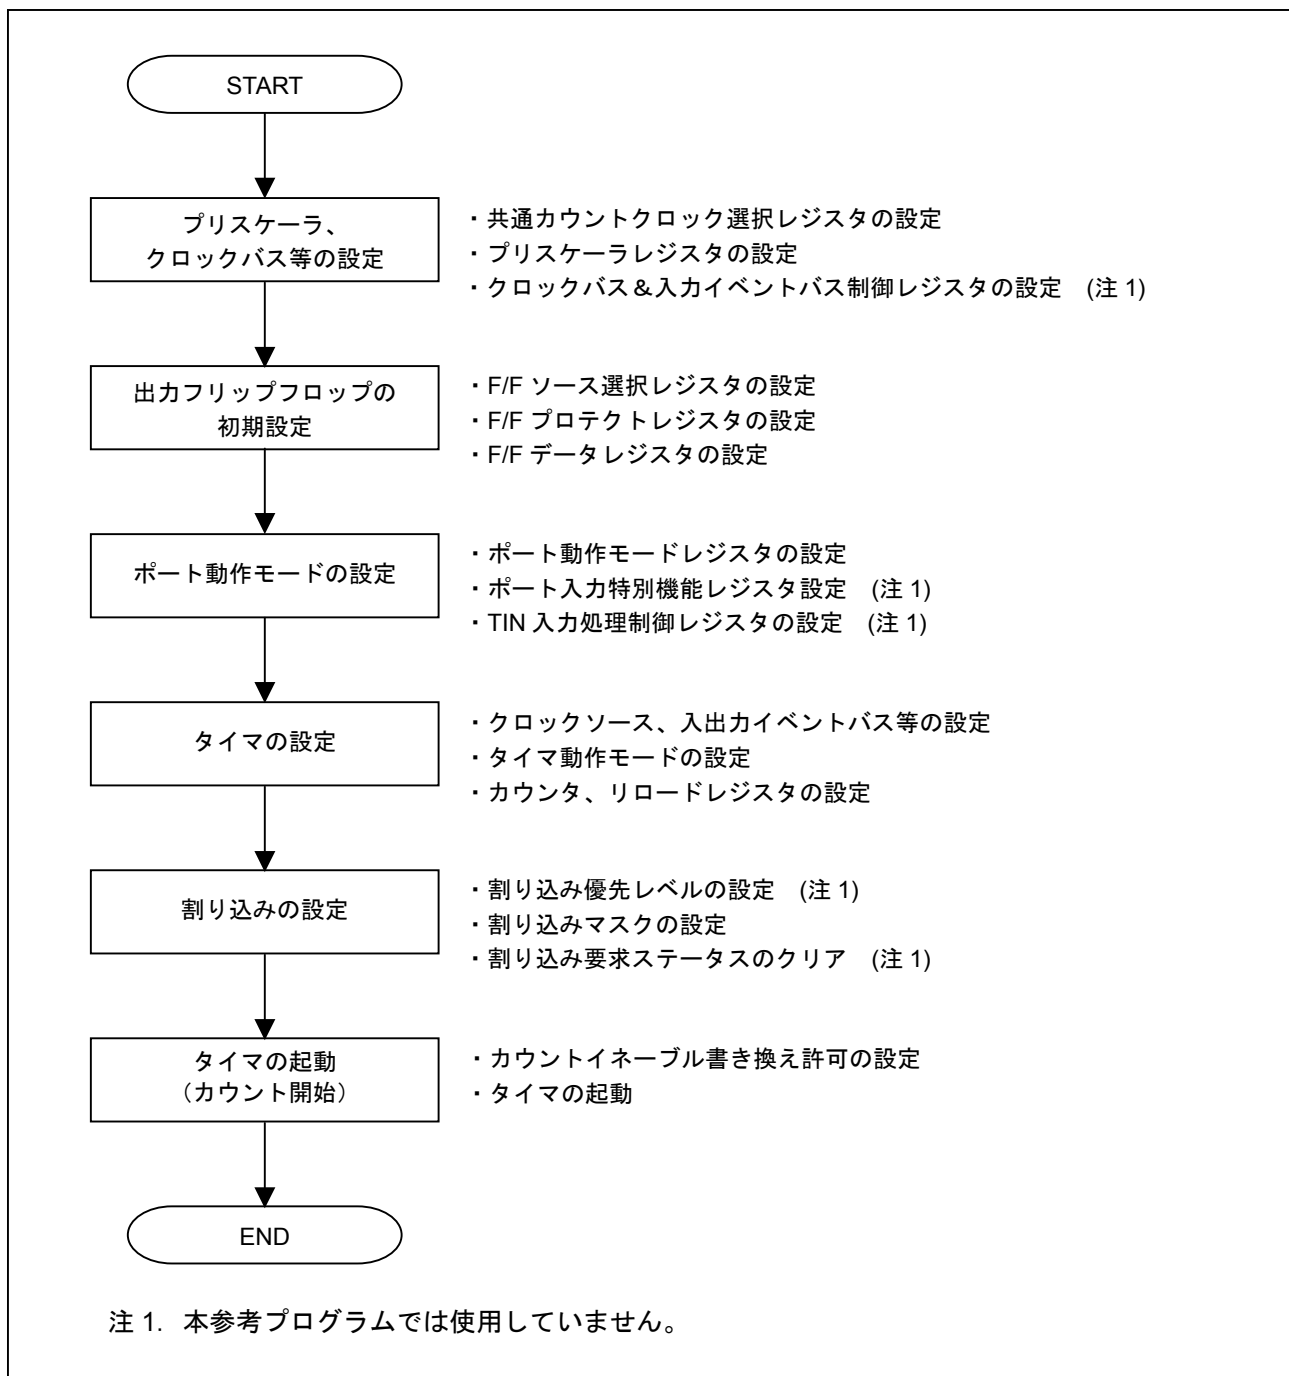 START
プリスケーラ、
クロックバス等の設定
・共通カウントクロック選択レジスタの設定
・プリスケーラレジスタの設定
・クロックバス＆入力イベントバス制御レジスタの設定　(注 1)
出力フリップフロップの
初期設定
・F/F ソース選択レジスタの設定
・F/F プロテクトレジスタの設定
・F/F データレジスタの設定
ポート動作モードの設定
・ポート動作モードレジスタの設定
・ポート入力特別機能レジスタ設定　(注 1)
・TIN 入力処理制御レジスタの設定　(注 1)
タイマの設定
・クロックソース、入出力イベントバス等の設定
・タイマ動作モードの設定
・カウンタ、リロードレジスタの設定
割り込みの設定
・割り込み優先レベルの設定　(注 1)
・割り込みマスクの設定
・割り込み要求ステータスのクリア　(注 1)
タイマの起動
（カウント開始）
・カウントイネーブル書き換え許可の設定
・タイマの起動
END
注 1. 本参考プログラムでは使用していません。